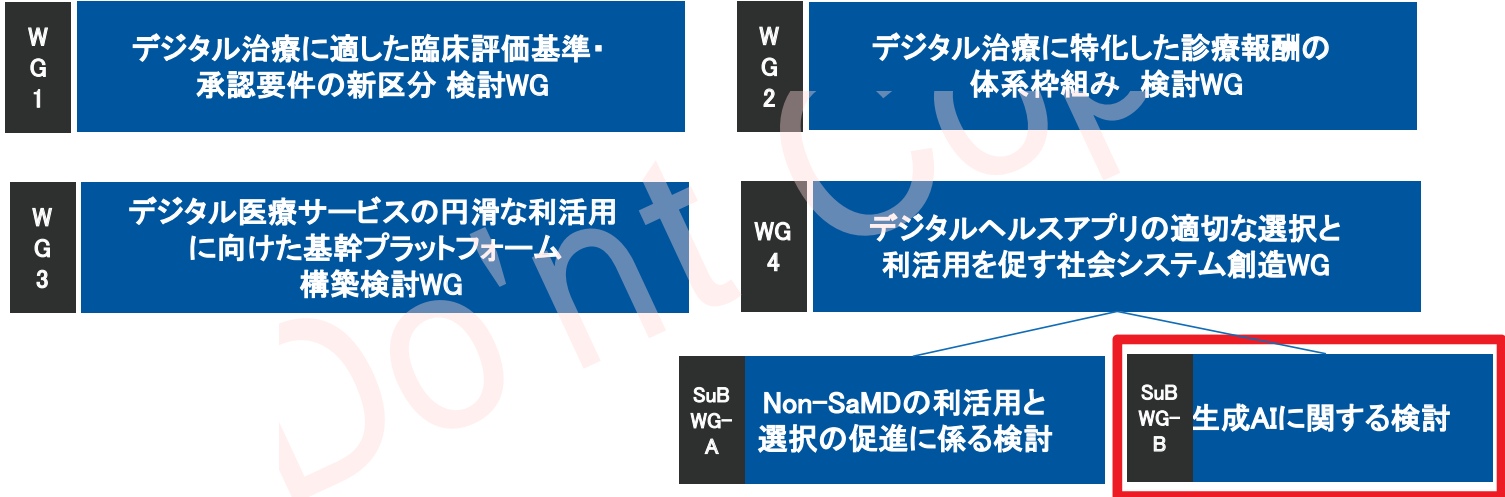 W
G
1
デジタル治療に適した臨床評価基準・
承認要件の新区分 検討WG
W
G
2
デジタル治療に特化した診療報酬の
体系枠組み　検討WG
W
G
3
デジタル医療サービスの円滑な利活用
に向けた基幹プラットフォーム
構築検討WG
WG
4
デジタルヘルスアプリの適切な選択と
利活用を促す社会システム創造WG
SuB
WG-
A
Non-SaMDの利活用と
選択の促進に係る検討
SuB
WG-
B
生成AIに関する検討
Do'nt Cop